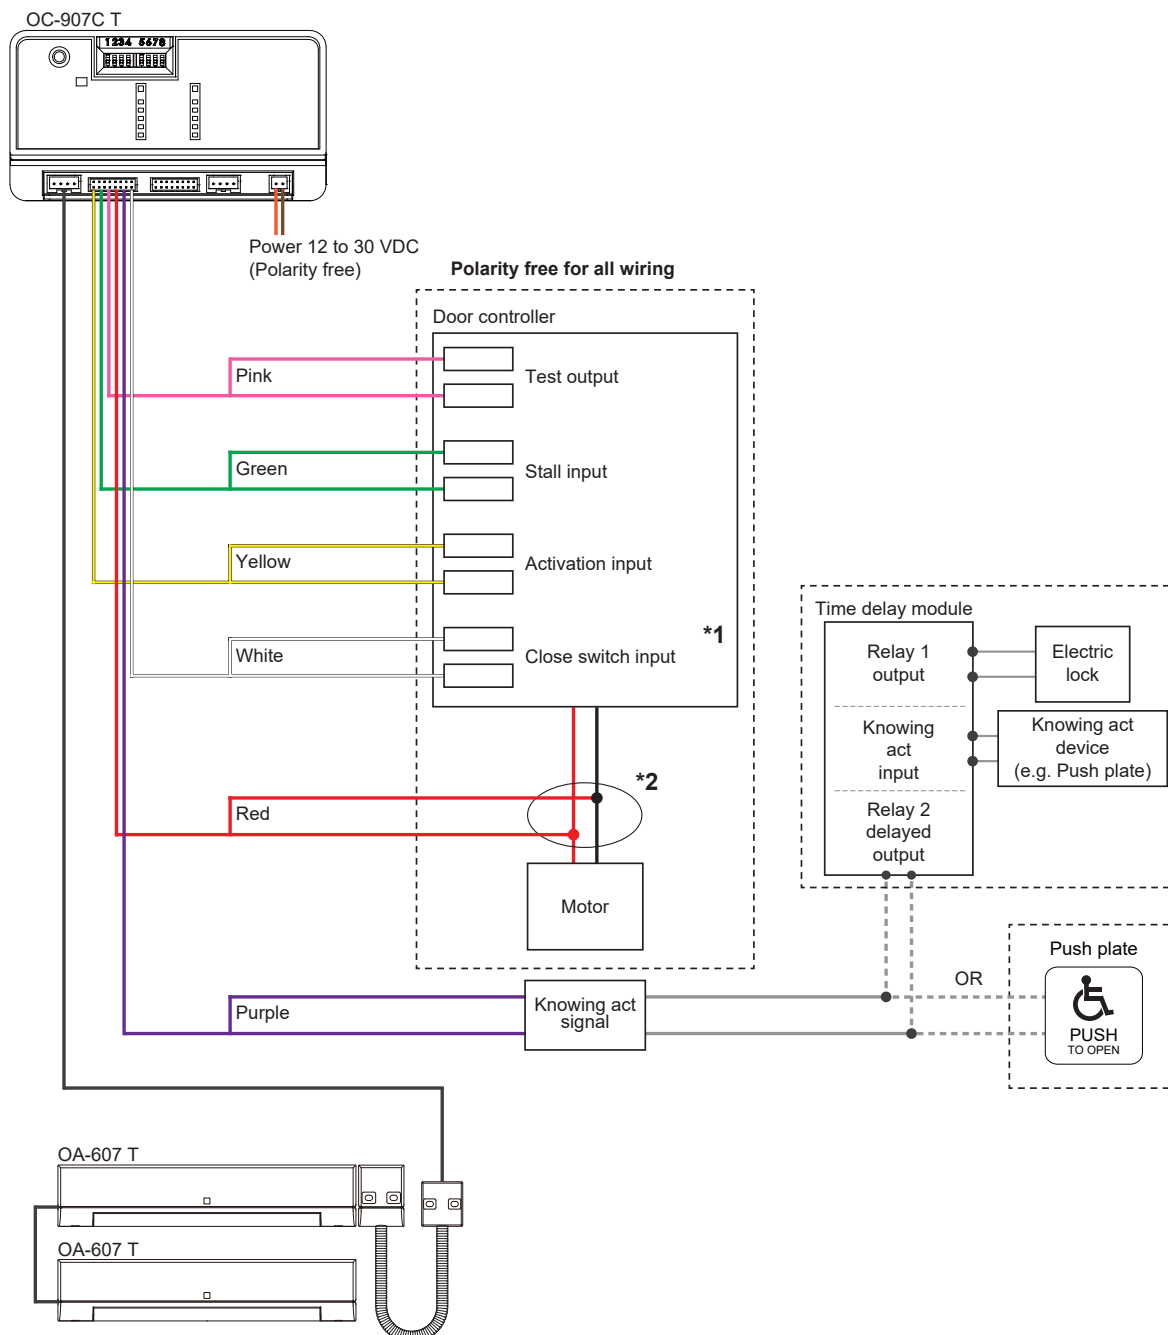 OC-907C T
1234 5678
Power 12 to 30 VDC
(Polarity free)
Polarity free for all wiring
Door controller
Pink
Test output
Green
Stall input
Yellow
Activation input
White
Close switch input
*1
Red
*2
Motor
Purple
Knowing act
signal
Time delay module
Relay 1
output
Electric
lock
Knowing
act
input
Knowing act
device
(e.g. Push plate)
Relay 2
delayed
output
OR
Push plate
PUSH
TO OPEN
OA-607 T
OA-607 T